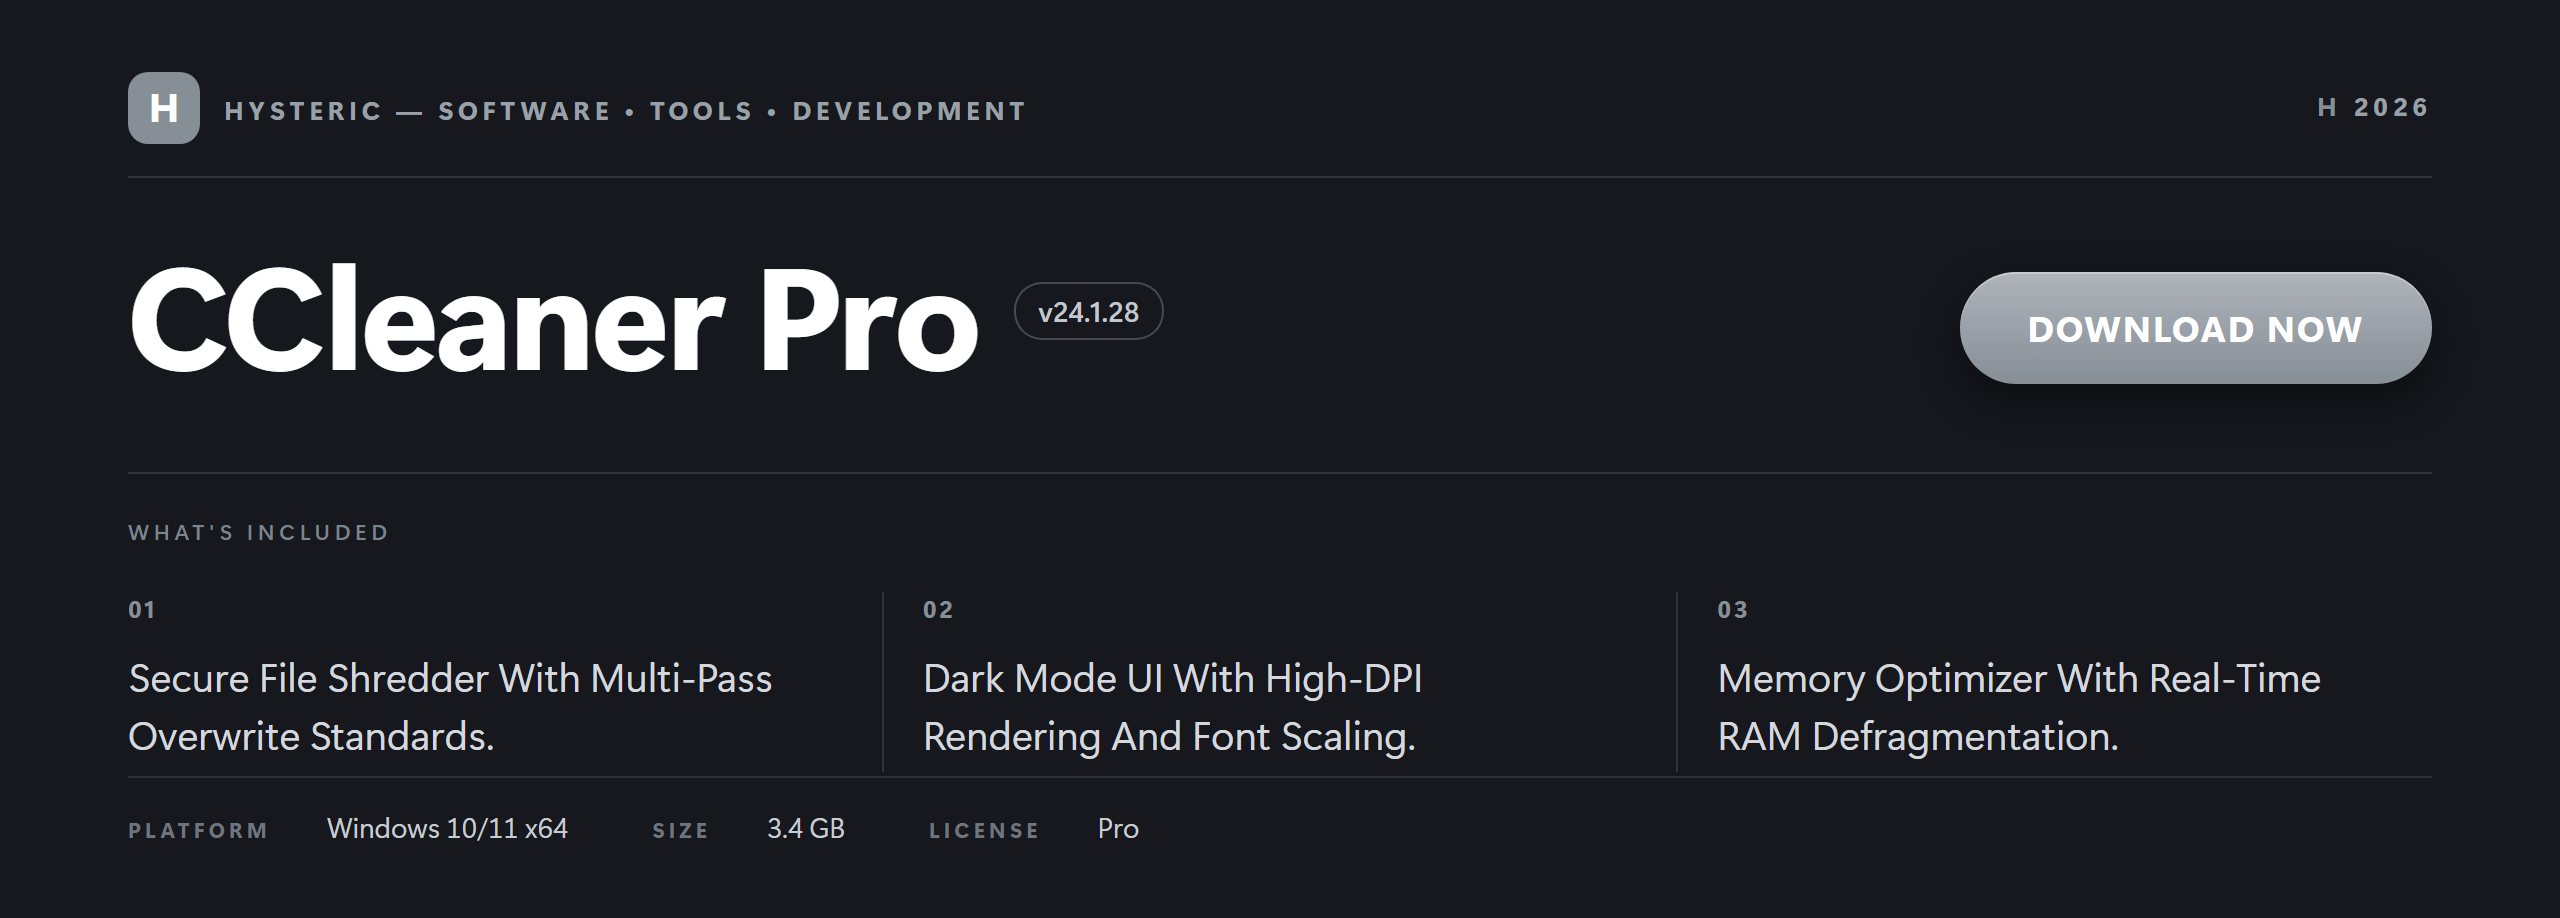 H HYSTERIC — SOFTWARE • TOOLS • DEVELOPMENT
H 2026
CCleaner Pro v24.1.28
DOWNLOAD NOW
WHAT'S INCLUDED
01
Secure File Shredder With Multi-Pass
Overwrite Standards.
02
Dark Mode UI With High-DPI
Rendering And Font Scaling.
03
Memory Optimizer With Real-Time
RAM Defragmentation.
PLATFORM Windows 10/11 x64 SIZE 3.4 GB LICENSE Pro